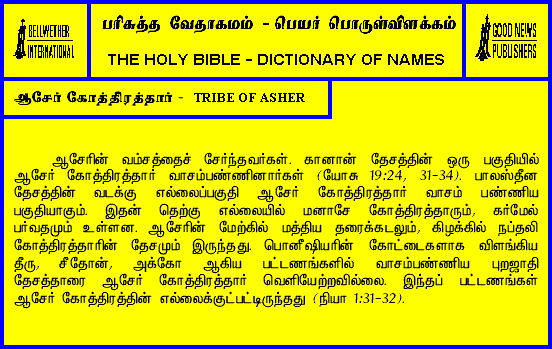 BELLWETHER
INTERNATIONAL
பரிசுத்த வேதாகமம் - பெயர் பொருள்விளக்கம்
THE HOLY BIBLE - DICTIONARY OF NAMES
GOOD NEWS
PUBLISHERS
ஆசேர் கோத்திரத்தார் - TRIBE OF ASHER
ஆசேரின் வம்சத்தைச் சேர்ந்தவர்கள். கானான் தேசத்தின் ஒரு பகுதியில்
ஆசேர் கோத்திரத்தார் வாசம்பண்ணினார்கள் (யோசு 19:24, 31-34). பாலஸ்தீன
தேசத்தின் வடக்கு எல்லைப்பகுதி ஆசேர் கோத்திரத்தார் வாசம் பண்ணிய
பகுதியாகும். இதன் தெற்கு எல்லையில் மனாசே கோத்திரத்தாரும், கர்மேல்
பர்வதமும் உள்ளன. ஆசேரின் மேற்கில் மத்திய தரைக்கடலும், கிழக்கில் நப்தலி
கோத்திரத்தாரின் தேசமும் இருந்தது. பொனீஷியரின் கோட்டைகளாக விளங்கிய
தீரு, சீதோன், அக்கோ ஆகிய பட்டணங்களில் வாசம்பண்ணிய புறஜாதி
தேசத்தாரை ஆசேர் கோத்திரத்தார் வெளியேற்றவில்லை. இந்தப் பட்டணங்கள்
ஆசேர் கோத்திரத்தின் எல்லைக்குட்பட்டிருந்தது (நியா 1:31-32).